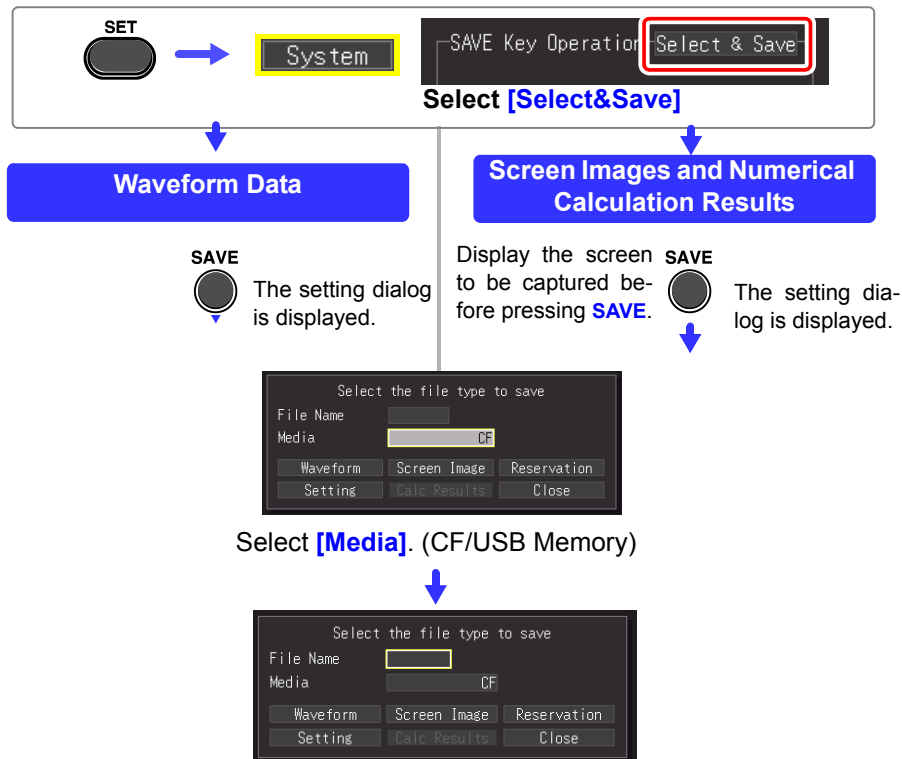 SET
System
SAVE Key Operation Select & Save
Select [Select&Save]
Waveform Data
Screen Images and Numerical
Calculation Results
SAVE
The setting dialog
is displayed.
Display the screen
to be captured be-
fore pressing SAVE.
SAVE
The setting dia-
log is displayed.
Select the file type to save
File Name
Media CF
Waveform Screen Image Reservation
Setting Calc Results Close
Select [Media]. (CF/USB Memory)
Select the file type to save
File Name
Media CF
Waveform Screen Image Reservation
Setting Calc Results Close